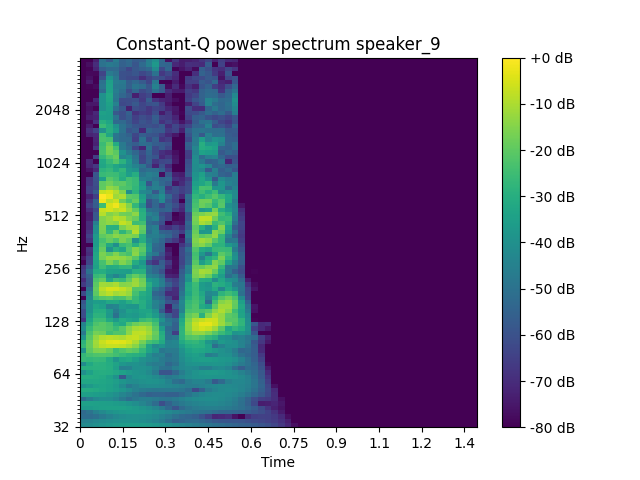 Constant-Q power spectrum speaker_9
Hz
2048
1024
512
256
128
64
32
0 0.15 0.3 0.45 0.6 0.75 0.9 1.1 1.2 1.4
Time
+0 dB
-10 dB
-20 dB
-30 dB
-40 dB
-50 dB
-60 dB
-70 dB
-80 dB